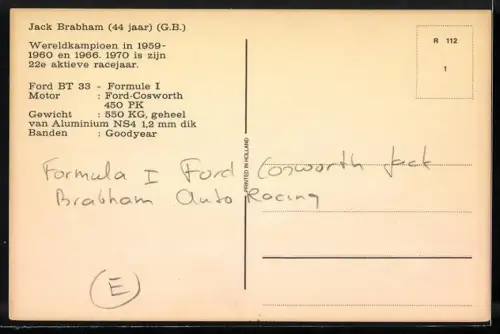 Jack Brabham (44 jaar) (G.B.)
Wereldkampioen in 1959-
1960 en 1966. 1970 is zijn
22e aktieve racejaar.
Ford BT 33 - Formule I
Motor : Ford-Cosworth
450 PK
Gewicht : 550 KG, geheel
van Aluminium NS4 1,2 mm dik
Banden : Goodyear
R 112
1
PRINTED IN HOLLAND
Formula I Ford Cosworth Jack
Brabham Auto Racing
E